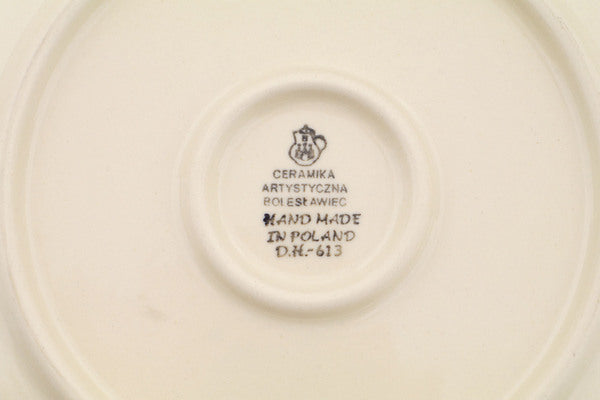 CERAMIKA
ARTYSTYCZNA
BOLESŁAWIEC
HAND MADE
IN POLAND
D.H.-613